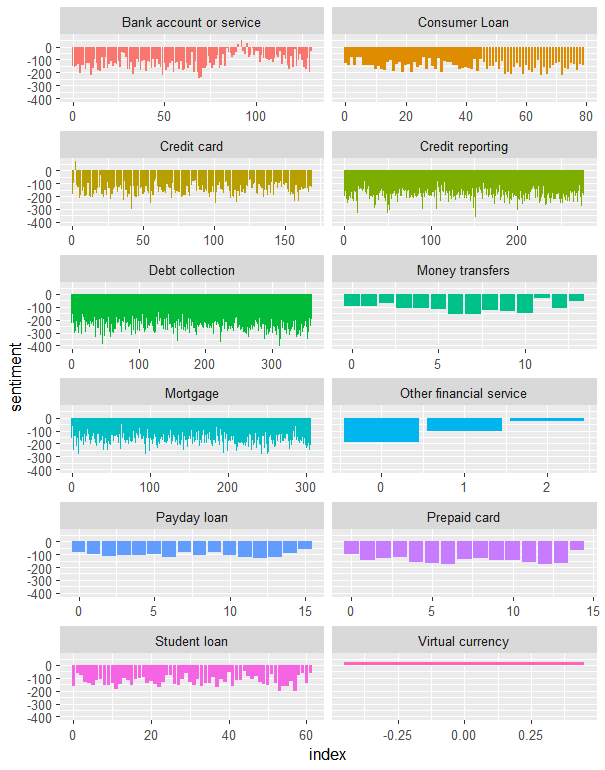 Bank account or service Consumer Loan
0
-100
-200
-300
-400
0 50 100 0 20 40 60 80
Credit card Credit reporting
0
-100
-200
-300
-400
0 50 100 150 0 100 200
Debt collection Money transfers
0
-100
-200
-300
-400
0 100 200 300 0 5 10
sentiment
Mortgage Other financial service
0
-100
-200
-300
-400
0 100 200 300 0 1 2
Payday loan Prepaid card
0
-100
-200
-300
-400
0 5 10 15 0 5 10 15
Student loan Virtual currency
0
-100
-200
-300
-400
0 20 40 60 -0.25 0.00 0.25
index